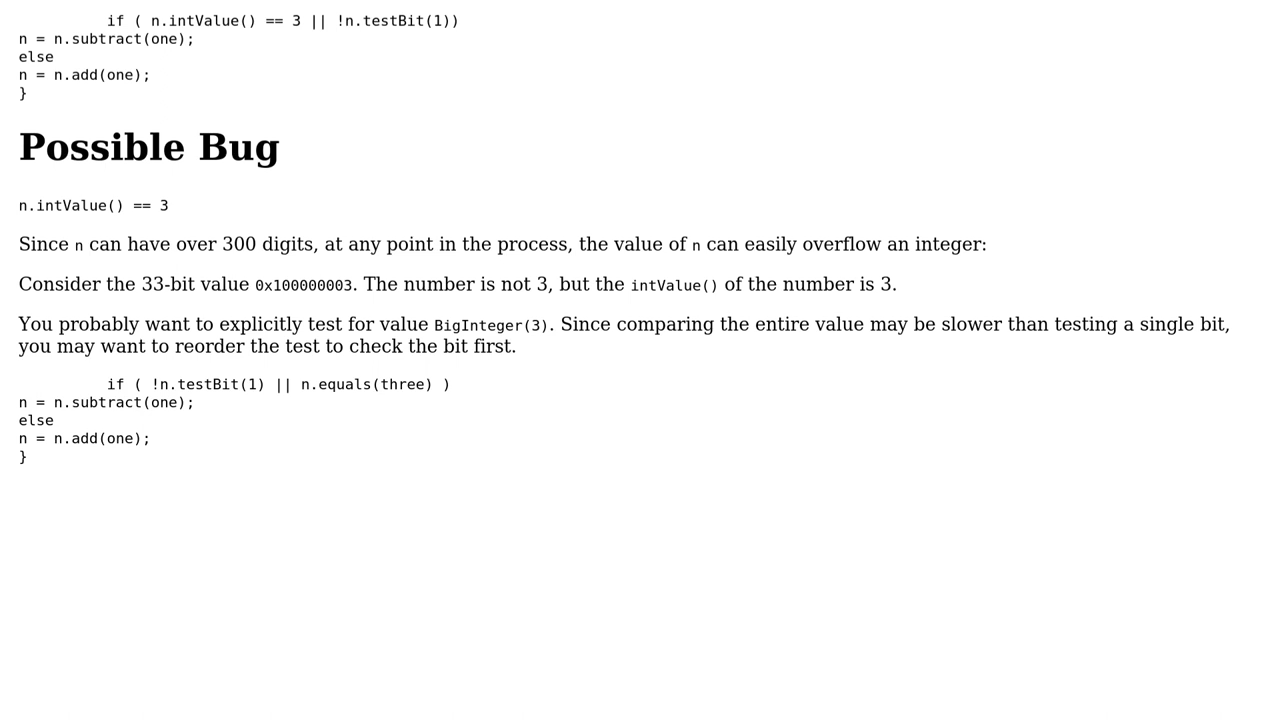 if ( n.intValue() == 3 || !n.testBit(1))
n = n.subtract(one);
else
n = n.add(one);
}
Possible Bug
n.intValue() == 3
Since n can have over 300 digits, at any point in the process, the value of n can easily overflow an integer:
Consider the 33-bit value 0x100000003. The number is not 3, but the intValue() of the number is 3.
You probably want to explicitly test for value BigInteger(3). Since comparing the entire value may be slower than testing a single bit,
you may want to reorder the test to check the bit first.
if ( !n.testBit(1) || n.equals(three) )
n = n.subtract(one);
else
n = n.add(one);
}